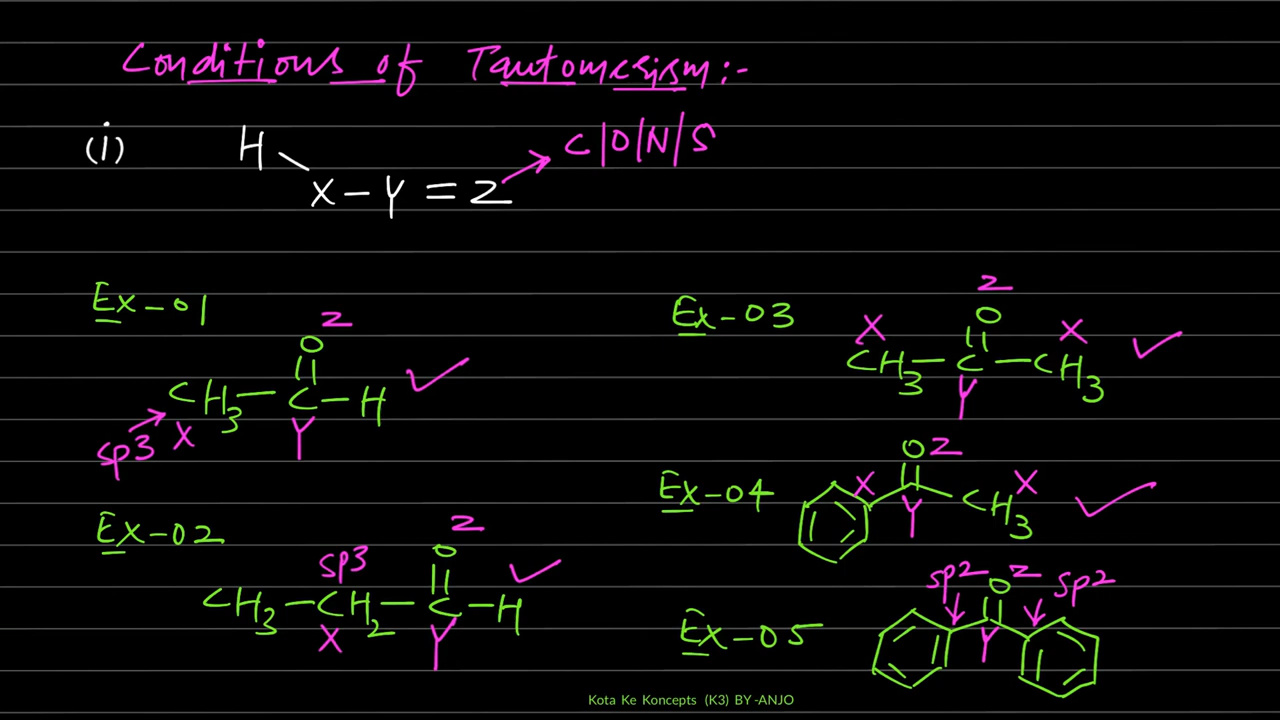 Conditions of Tautomerism:-
(i) H
X-Y=Z → C|O|N|S
Ex-01
Z
O
CH3-C-H ✓
sp3 X Y
Ex-02
Z
sp3 O ✓
CH3-CH2-C-H
X Y
Ex-03
Z
X O X
CH3-C-CH3 ✓
Y
Ex-04
O Z
X X
Y CH3 ✓
Ex-05
sp2 O Z sp2
Y
Kota Ke Koncepts (K3) BY -ANJO